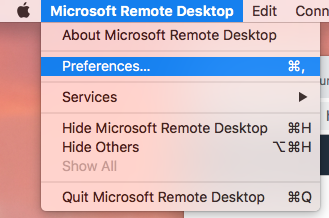 Microsoft Remote Desktop Edit
About Microsoft Remote Desktop
Preferences... ⌘,
Services ▶
Hide Microsoft Remote Desktop ⌘H
Hide Others ⌥⌘H
Show All
Quit Microsoft Remote Desktop ⌘Q